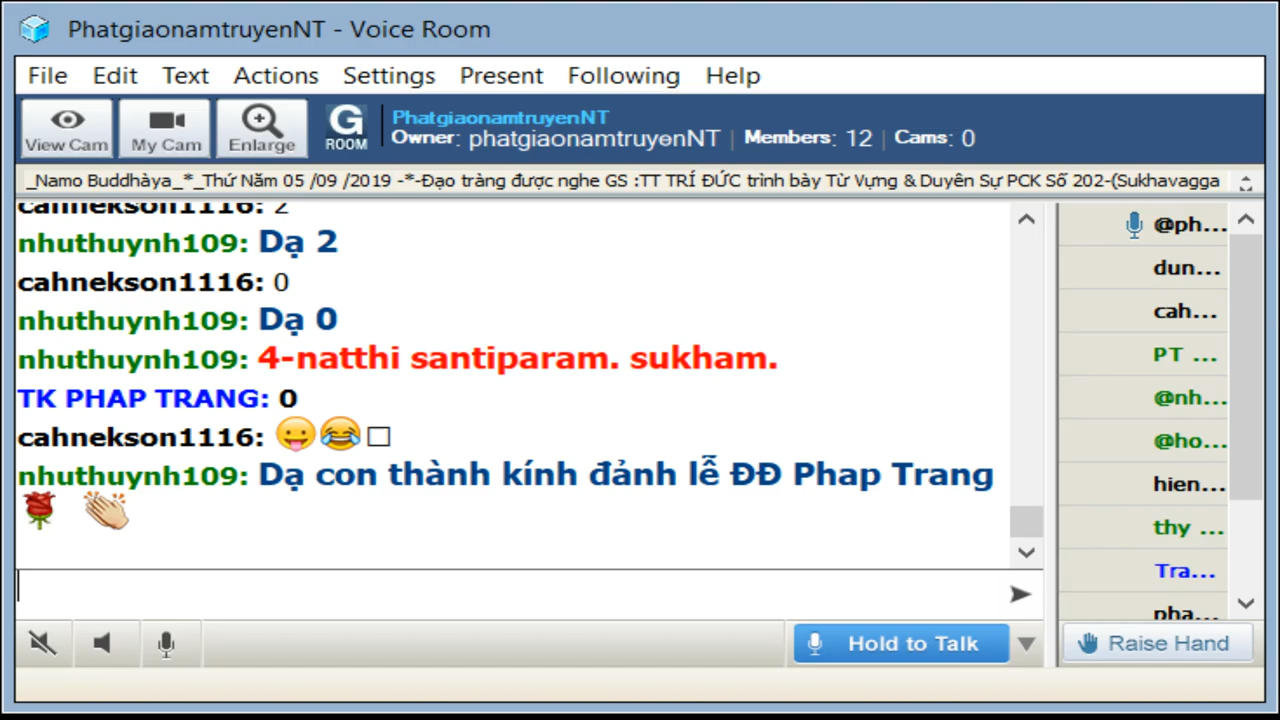 PhatgiaonamtruyenNT - Voice Room
File Edit Text Actions Settings Present Following Help
View Cam My Cam Enlarge G ROOM
PhatgiaonamtruyenNT
Owner: phatgiaonamtruyenNT | Members: 12 | Cams: 0
_Namo Buddhàya_*_Thứ Năm 05 /09 /2019 -*-Đạo tràng được nghe GS :TT TRÍ ĐỨC trình bày Từ Vựng & Duyên Sự PCK Số 202-(Sukhavagga
cahnekson1116: 2
nhuthuynh109: Dạ 2
cahnekson1116: 0
nhuthuynh109: Dạ 0
nhuthuynh109: 4-natthi santiparam. sukham.
TK PHAP TRANG: 0
cahnekson1116: 😛😂□
nhuthuynh109: Dạ con thành kính đảnh lễ ĐĐ Phap Trang
🌹 👏
@ph...
dun...
cah...
PT ...
@nh...
@ho...
hien...
thy ...
Tra...
pha...
Hold to Talk
Raise Hand